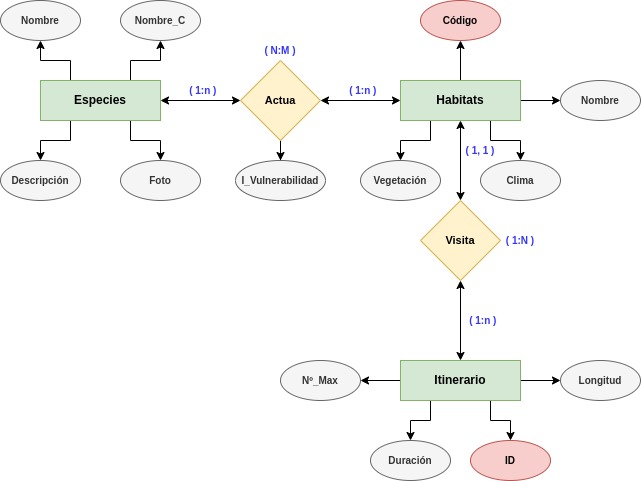 Nombre
Nombre_C
Código
( N:M )
( 1:n )
( 1:n )
Especies
Actua
Habitats
Nombre
( 1, 1 )
Descripción
Foto
I_Vulnerabilidad
Vegetación
Clima
Visita
( 1:N )
( 1:n )
Nº_Max
Itinerario
Longitud
Duración
ID